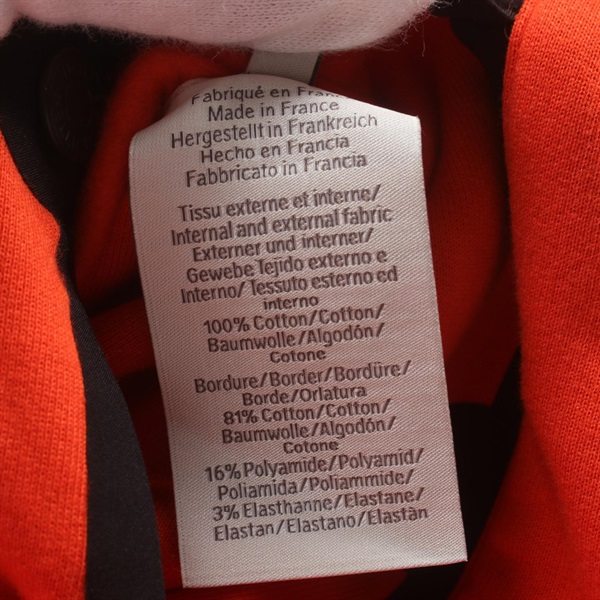 Fabriqué en
Made in France
Hergestellt in Frankreich
Hecho en Francia
Fabbricato in Francia
Tissu externe et interne/
Internal and external fabric
Externer und interner/
Gewebe Tejido externo e
Interno/Tessuto esterno ed
interno
100% Cotton/Cotton/
Baumwolle/Algodón/
Cotone
Bordure/Border/Bordüre/
Borde/Orlatura
81% Cotton/Cotton/
Baumwolle/Algodón/
Cotone
16% Polyamide/Polyamid/
Poliamida/Poliammide/
3% Elasthanne/Elastane/
Elastan/Elastano/Elastàn